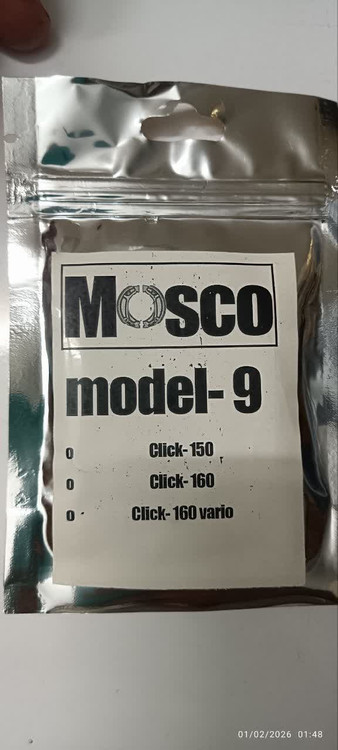 Mosco
model- 9
0 Click- 150
0 Click- 160
0 Click- 160 vario
01/02/2026 01:48